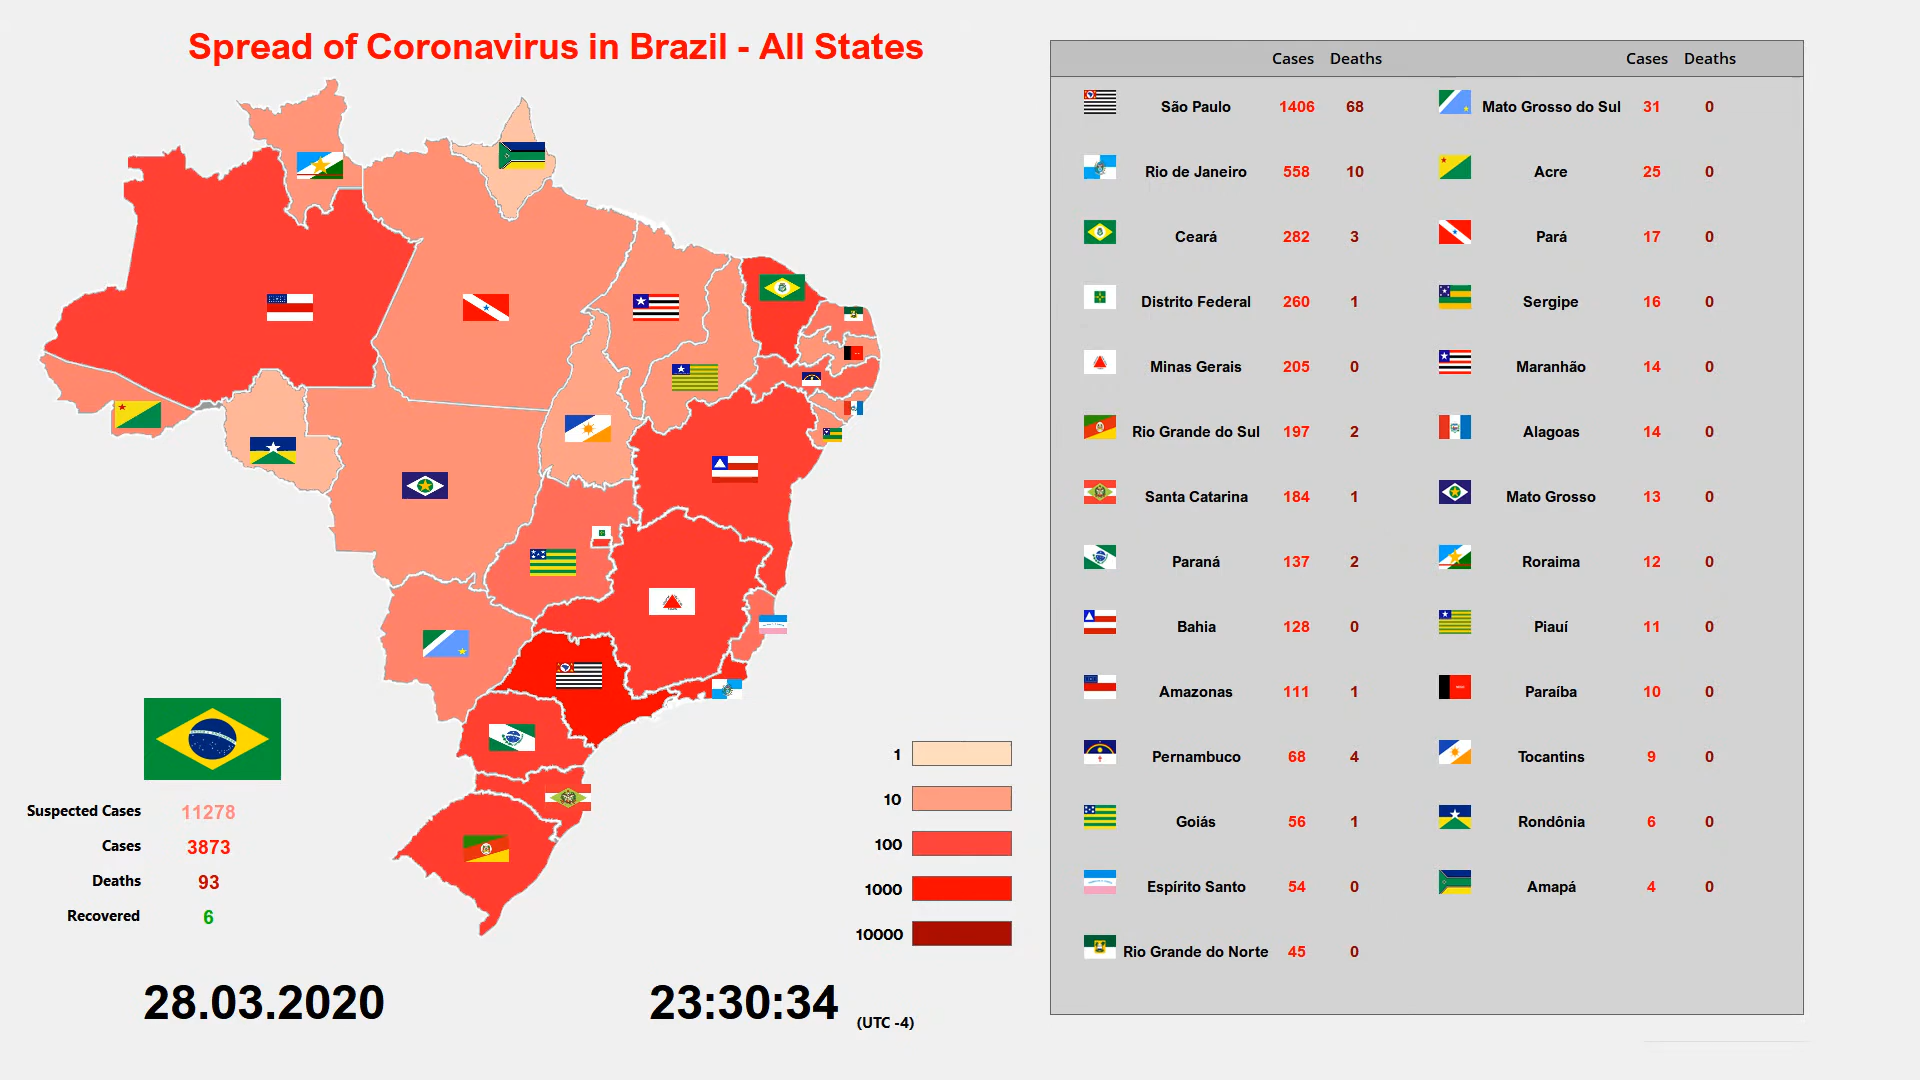 Spread of Coronavirus in Brazil - All States
Cases Deaths Cases Deaths
São Paulo 1406 68 Mato Grosso do Sul 31 0
Rio de Janeiro 558 10 Acre 25 0
Ceará 282 3 Pará 17 0
Distrito Federal 260 1 Sergipe 16 0
Minas Gerais 205 0 Maranhão 14 0
Rio Grande do Sul 197 2 Alagoas 14 0
Santa Catarina 184 1 Mato Grosso 13 0
Paraná 137 2 Roraima 12 0
Bahia 128 0 Piauí 11 0
Amazonas 111 1 Paraíba 10 0
Pernambuco 68 4 Tocantins 9 0
Goiás 56 1 Rondônia 6 0
Espírito Santo 54 0 Amapá 4 0
Rio Grande do Norte 45 0
1
10
100
1000
10000
Suspected Cases 11278
Cases 3873
Deaths 93
Recovered 6
28.03.2020
23:30:34 (UTC -4)